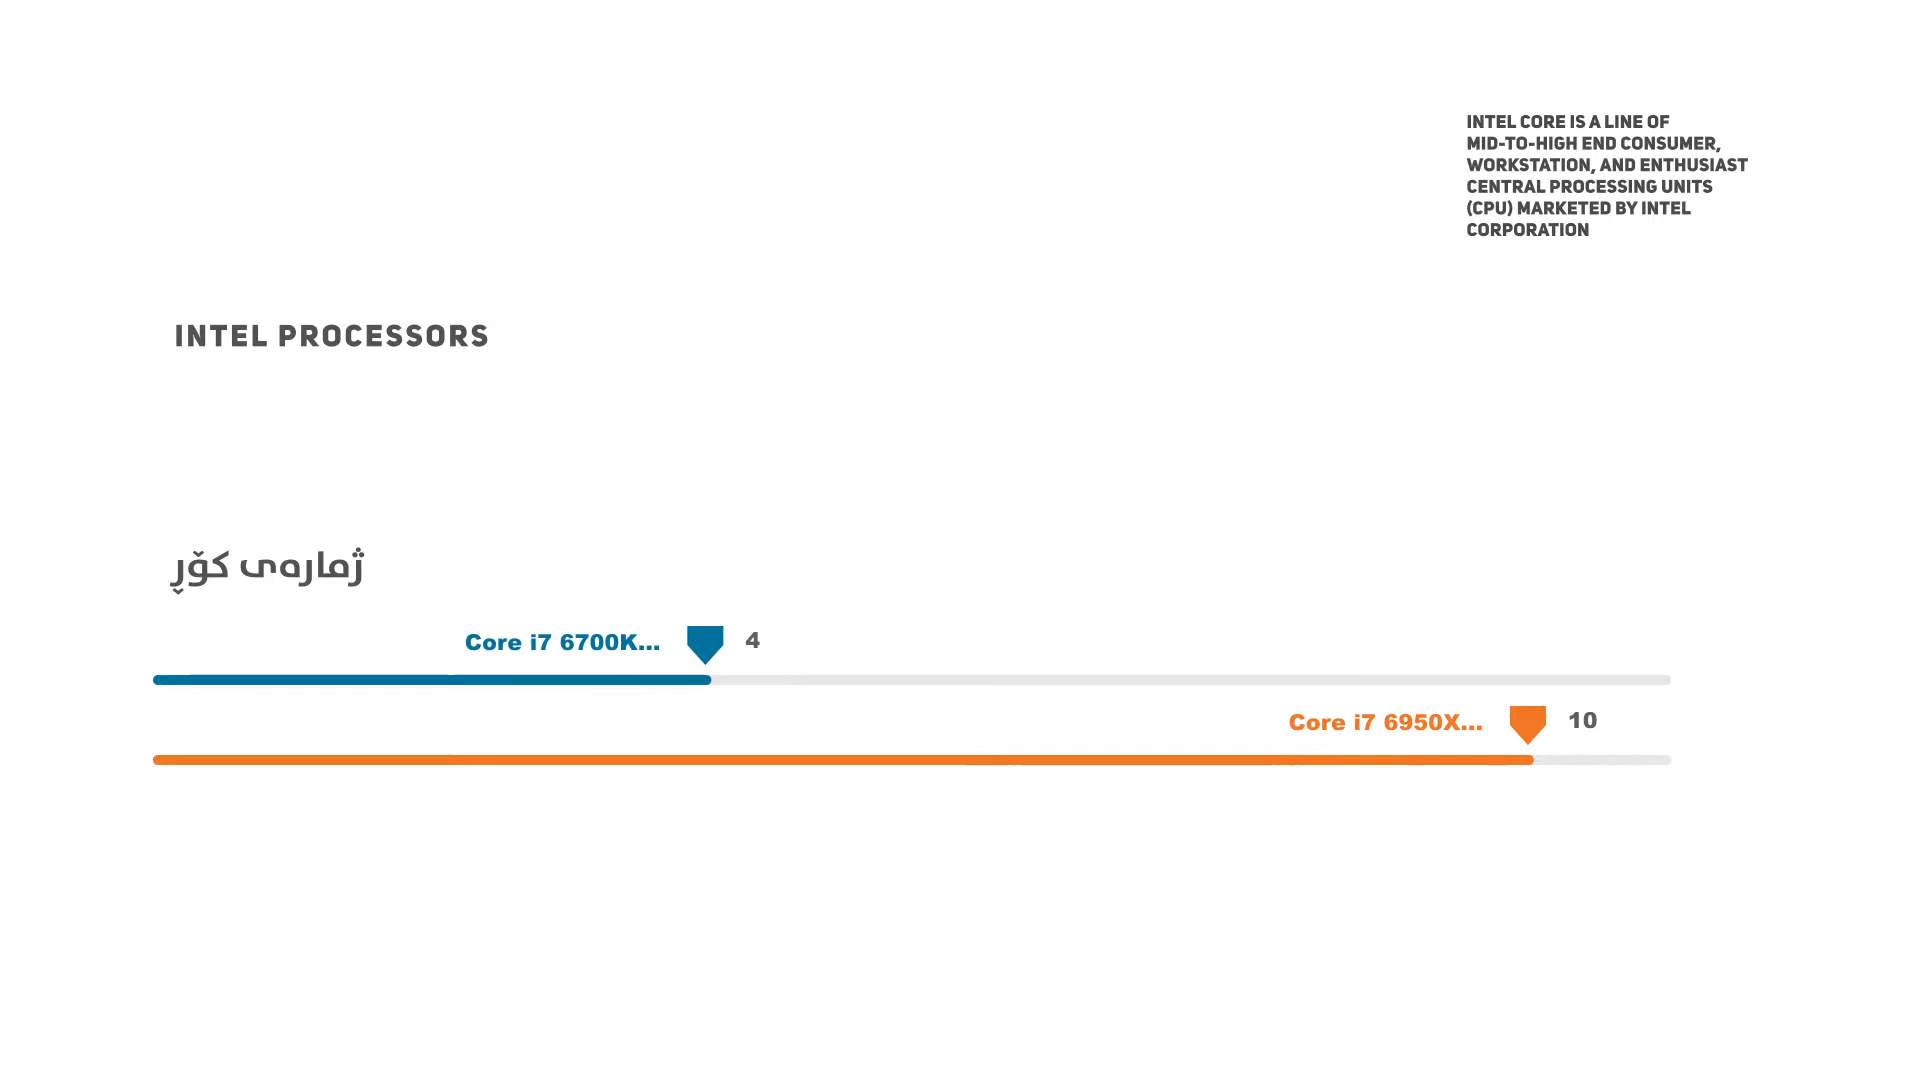 INTEL CORE IS A LINE OF
MID-TO-HIGH END CONSUMER,
WORKSTATION, AND ENTHUSIAST
CENTRAL PROCESSING UNITS
(CPU) MARKETED BY INTEL
CORPORATION
INTEL PROCESSORS
ژمارەی کۆڕ
Core i7 6700K... 4
Core i7 6950X... 10